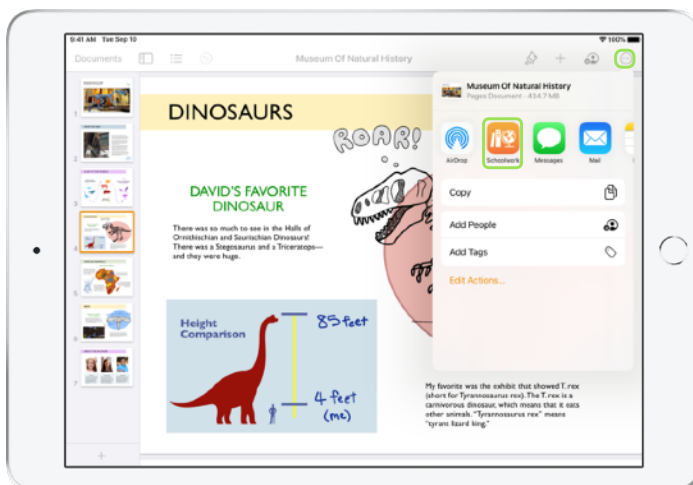 9:41 AM Tue Sep 10
100%
Documents
Museum Of Natural History
Museum Of Natural History
Pages Document · 454.7 MB
AirDrop
Schoolwork
Messages
Mail
Copy
Add People
Add Tags
Edit Actions...
1
2
3
4
5
6
7
DINOSAURS
ROAR!
DAVID'S FAVORITE
DINOSAUR
There was so much to see in the Halls of
Ornithischian and Saurischian Dinosaurs!
There was a Stegosaurus and a Triceratops—
and they were huge.
Height
Comparison
85 feet
4 feet
(me)
My favorite was the exhibit that showed T. rex
(short for Tyrannosaurus rex). The T. rex is a
carnivorous dinosaur, which means that it eats
other animals. "Tyrannosaurus rex" means
"tyrant lizard king."